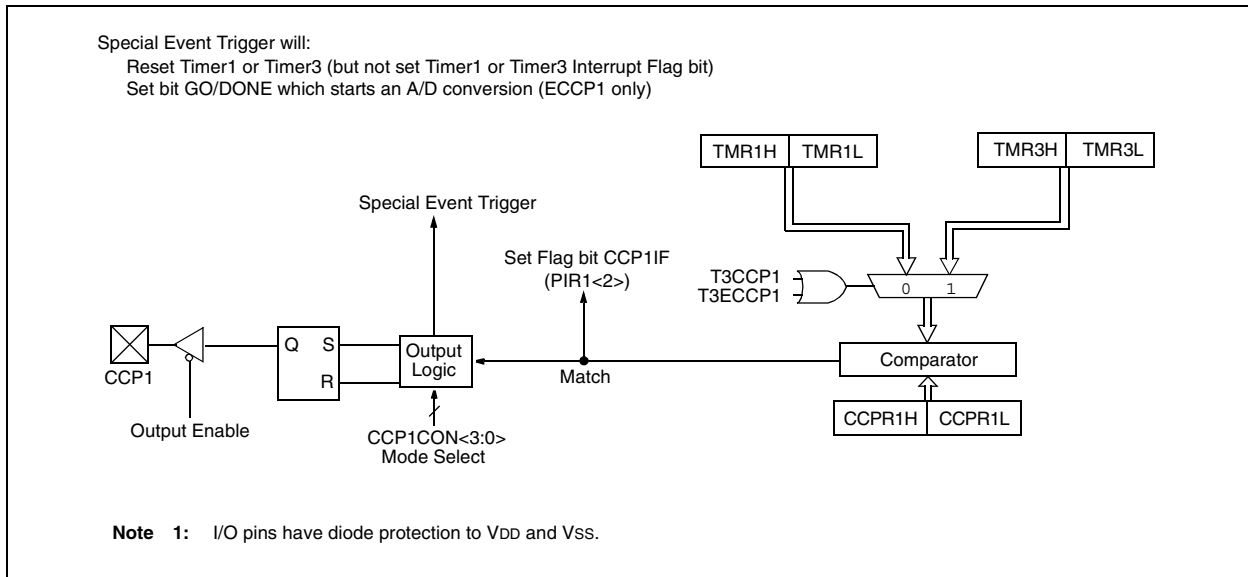 Special Event Trigger will:
Reset Timer1 or Timer3 (but not set Timer1 or Timer3 Interrupt Flag bit)
Set bit GO/DONE which starts an A/D conversion (ECCP1 only)
TMR1H TMR1L
TMR3H TMR3L
Special Event Trigger
Set Flag bit CCP1IF
(PIR1<2>)
T3CCP1
T3ECCP1
0 1
Q S
R
Output
Logic
Comparator
CCP1
Match
Output Enable
CCP1CON<3:0>
Mode Select
CCPR1H CCPR1L
Note 1: I/O pins have diode protection to VDD and VSS.